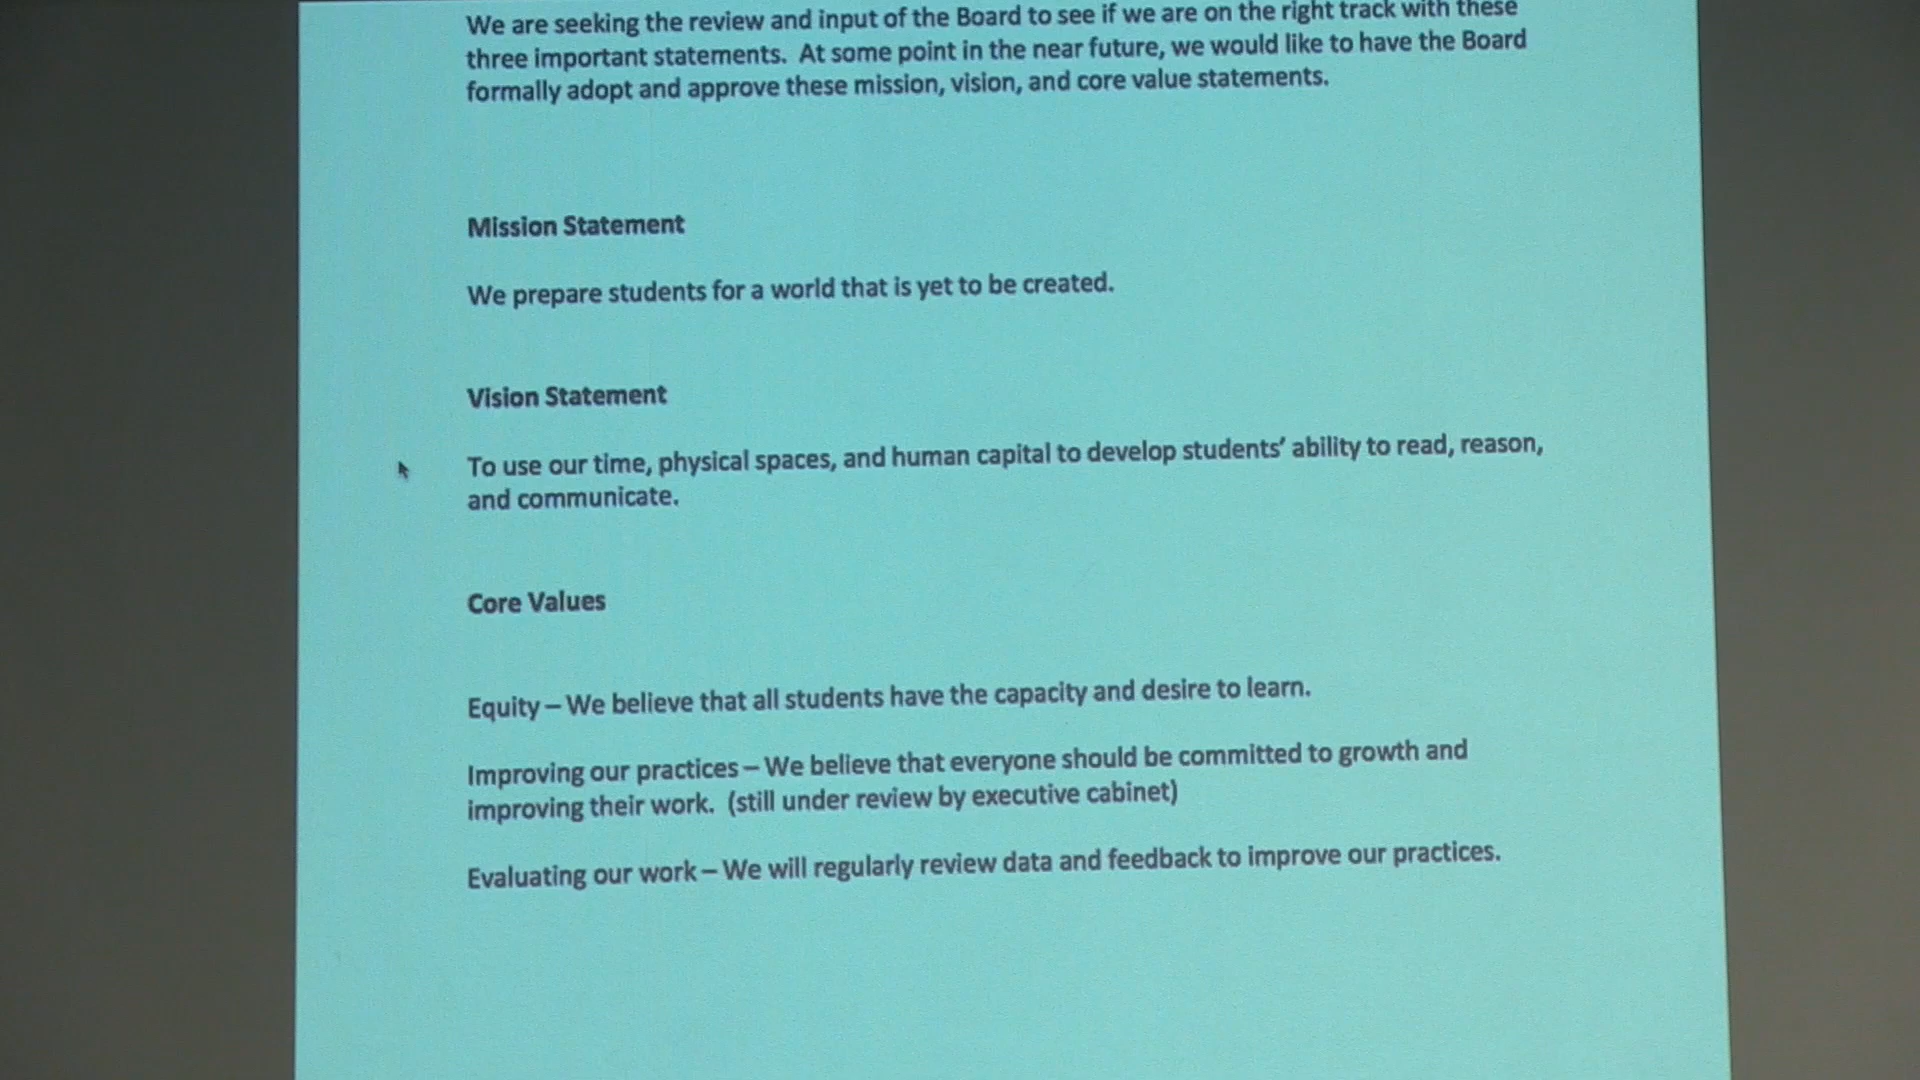 We are seeking the review and input of the Board to see if we are on the right track with these
three important statements.  At some point in the near future, we would like to have the Board
formally adopt and approve these mission, vision, and core value statements.
Mission Statement
We prepare students for a world that is yet to be created.
Vision Statement
To use our time, physical spaces, and human capital to develop students’ ability to read, reason,
and communicate.
Core Values
Equity – We believe that all students have the capacity and desire to learn.
Improving our practices – We believe that everyone should be committed to growth and
improving their work.  (still under review by executive cabinet)
Evaluating our work – We will regularly review data and feedback to improve our practices.